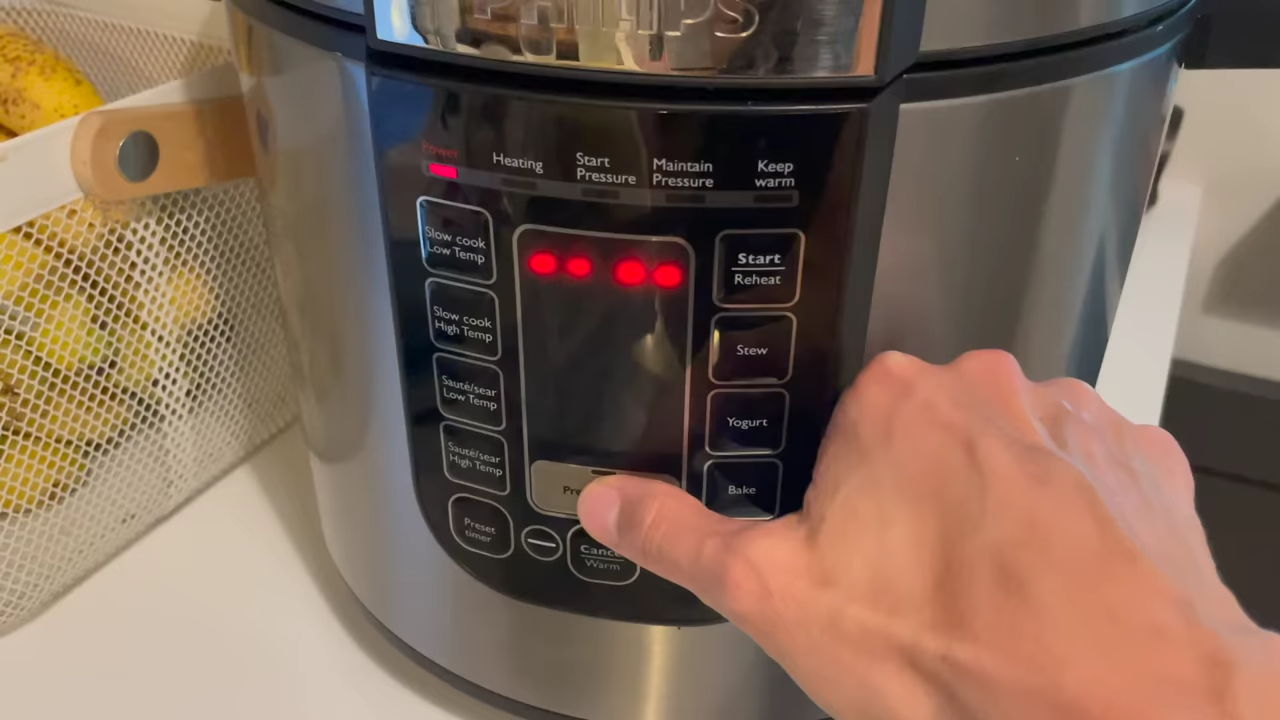 PHILIPS
Power
Heating
Start
Pressure
Maintain
Pressure
Keep
warm
Slow cook
Low Temp
Slow cook
High Temp
Sauté/sear
Low Temp
Sauté/sear
High Temp
Preset
timer
Start
Reheat
Stew
Yogurt
Bake
Warm